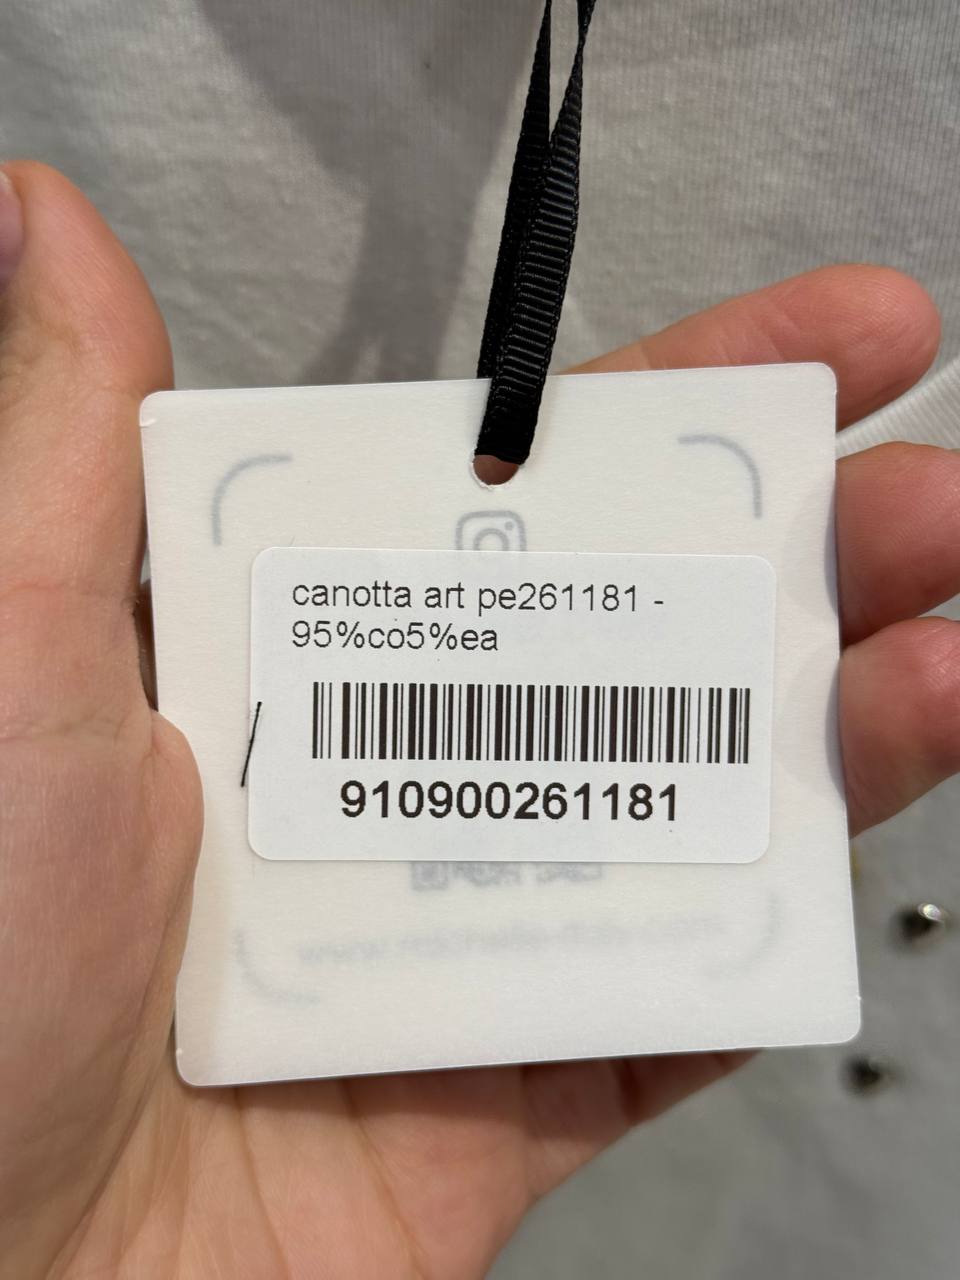 canotta art pe261181 -
95%co5%ea
910900261181